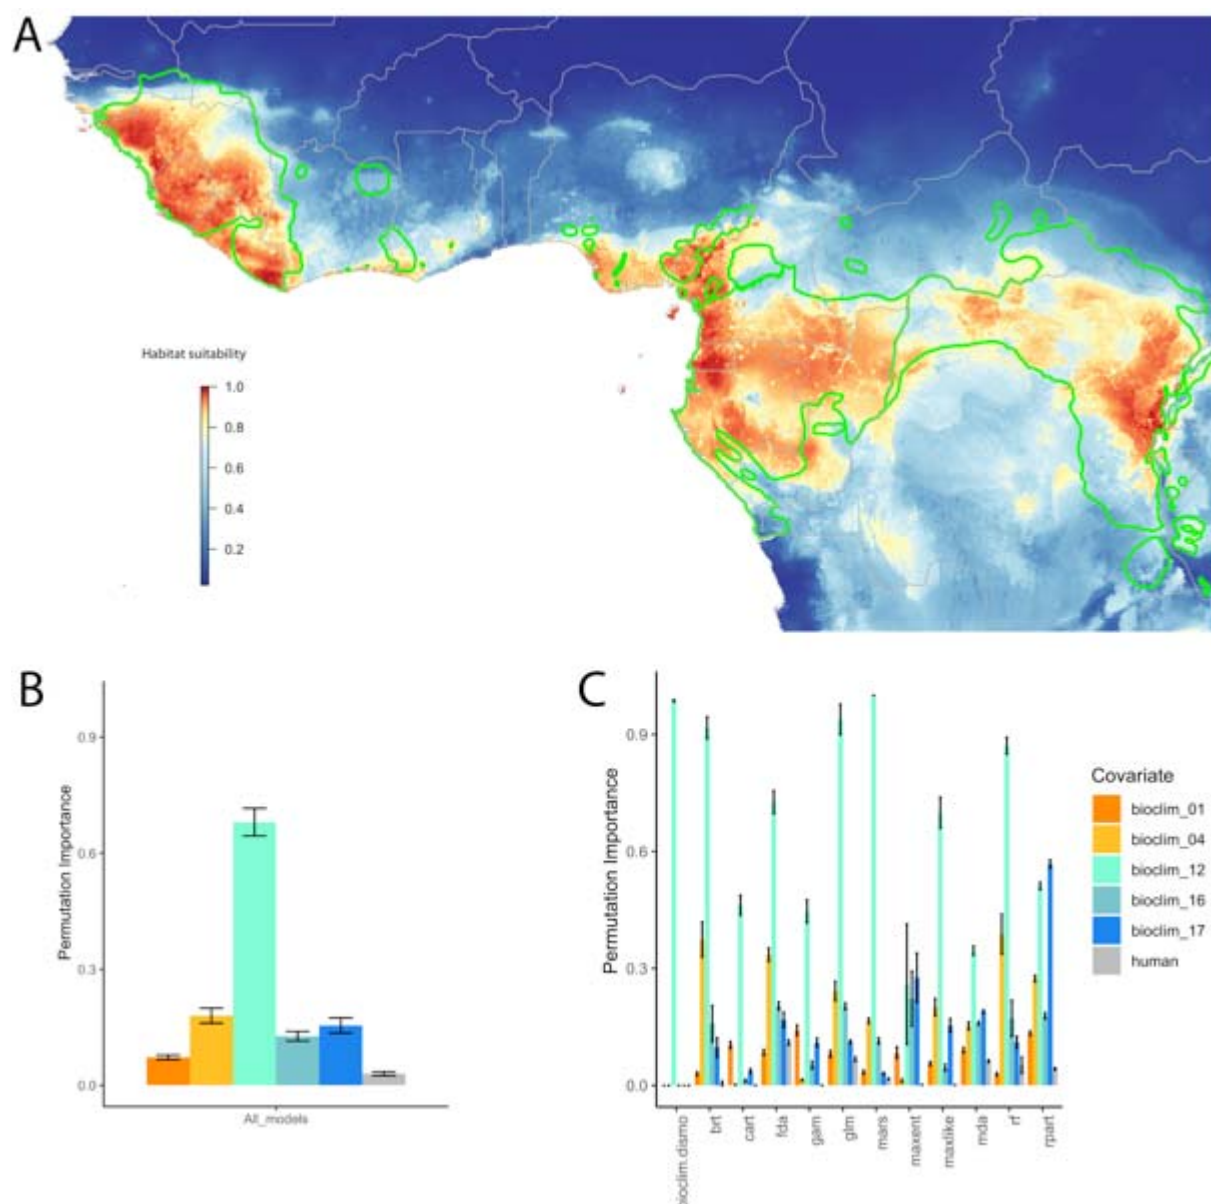 A
Habitat suitability
1.0
0.8
0.6
0.4
0.2
B
Permutation Importance
0.9
0.6
0.3
0.0
All_models
C
Permutation Importance
0.9
0.6
0.3
0.0
bioclim.dismo
brt
cart
fda
gam
glm
mars
maxent
maxlike
mda
rf
rpart
Covariate
bioclim_01
bioclim_04
bioclim_12
bioclim_16
bioclim_17
human